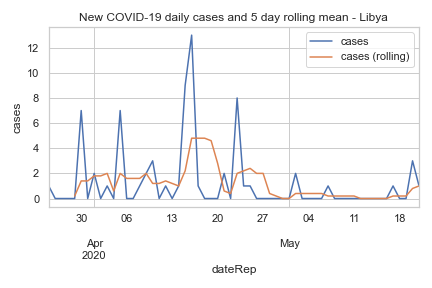 New COVID-19 daily cases and 5 day rolling mean - Libya
cases
cases (rolling)
cases
12
10
8
6
4
2
0
30 06 13 20 27 04 11 18
Apr May
2020
dateRep